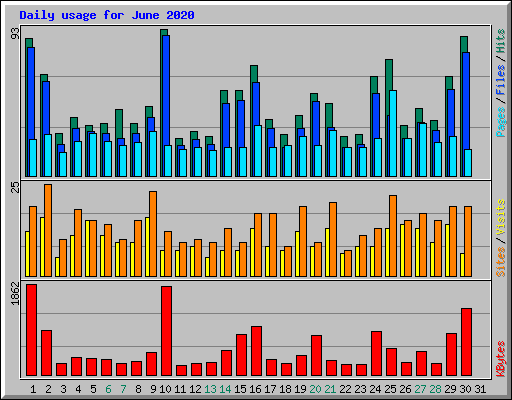 Daily usage for June 2020
93
Pages / Files / Hits
25
Sites / Visits
1862
KBytes
1 2 3 4 5 6 7 8 9 10 11 12 13 14 15 16 17 18 19 20 21 22 23 24 25 26 27 28 29 30 31